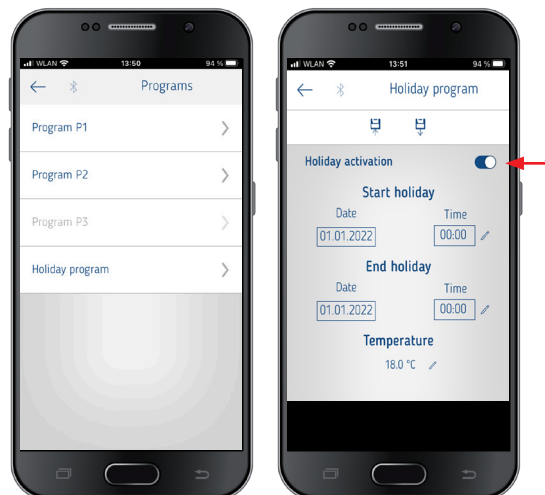 WLAN 13:50 94 %
Programs
Program P1
Program P2
Program P3
Holiday program
WLAN 13:51 94 %
Holiday program
Holiday activation
Start holiday
Date Time
01.01.2022 00:00
End holiday
Date Time
01.01.2022 00:00
Temperature
18.0 °C